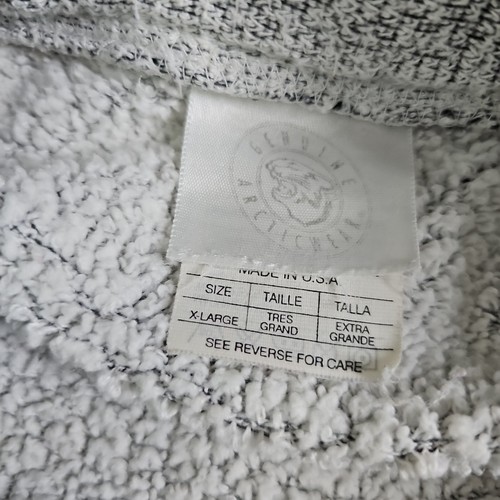 GENUINE
ARCTICWEAR
MADE IN U.S.A.
SIZE TAILLE TALLA
X-LARGE TRES GRAND EXTRA GRANDE
SEE REVERSE FOR CARE